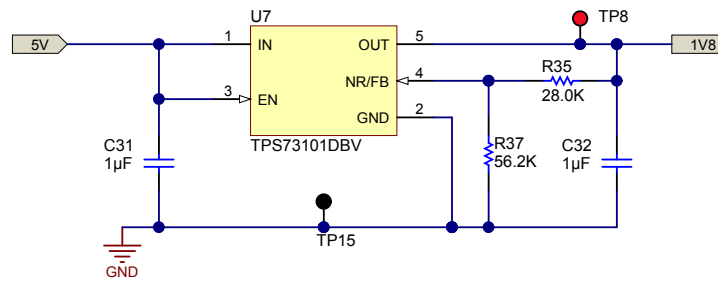 U7
TP8
5V
1
IN
OUT
5
1V8
NR/FB
4
R35
28.0K
3
EN
GND
2
C31
1µF
TPS73101DBV
R37
56.2K
C32
1µF
TP15
GND